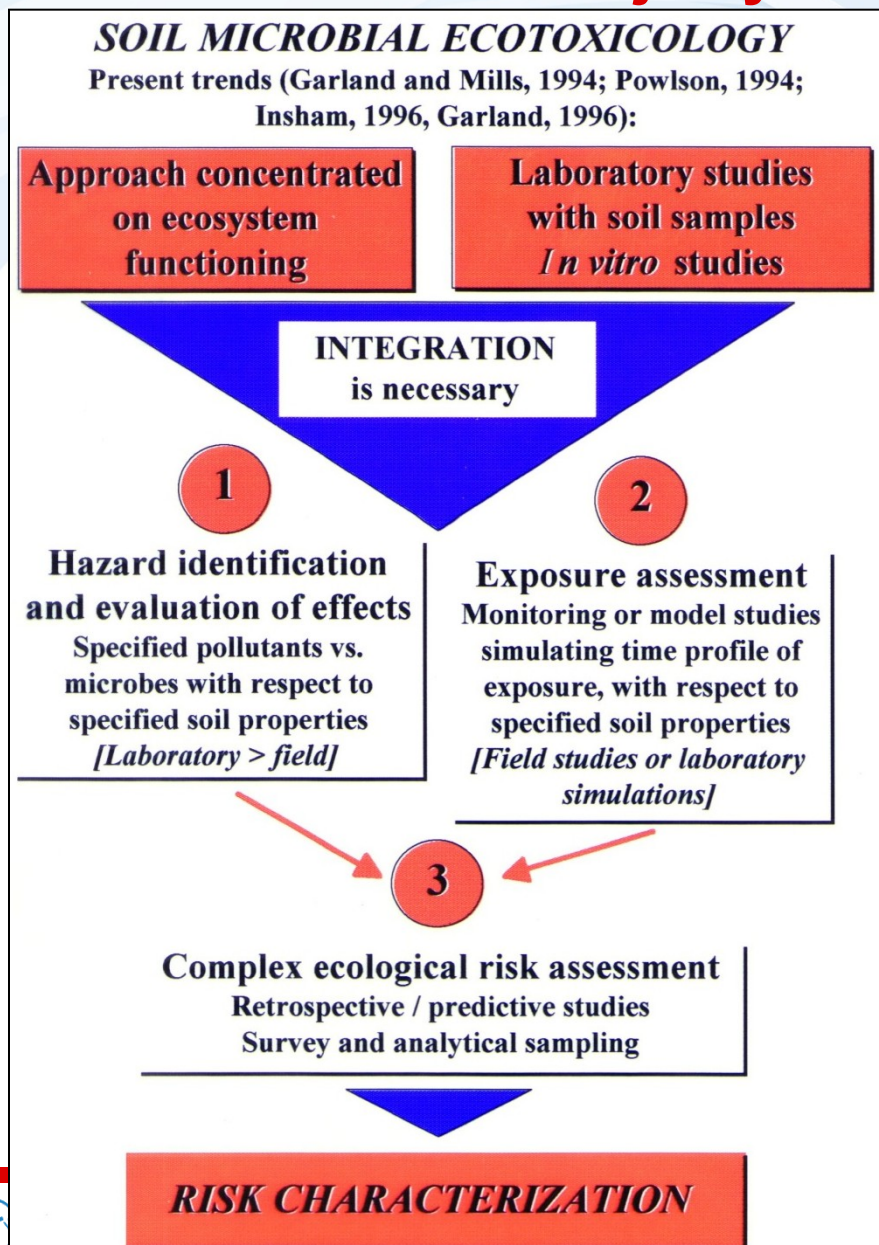 SOIL MICROBIAL ECOTOXICOLOGY
Present trends (Garland and Mills, 1994; Powlson, 1994;
Insham, 1996, Garland, 1996):
Approach concentrated
on ecosystem
functioning
Laboratory studies
with soil samples
In vitro studies
INTEGRATION
is necessary
1
Hazard identification
and evaluation of effects
Specified pollutants vs.
microbes with respect to
specified soil properties
[Laboratory > field]
2
Exposure assessment
Monitoring or model studies
simulating time profile of
exposure, with respect to
specified soil properties
[Field studies or laboratory
simulations]
3
Complex ecological risk assessment
Retrospective / predictive studies
Survey and analytical sampling
RISK CHARACTERIZATION